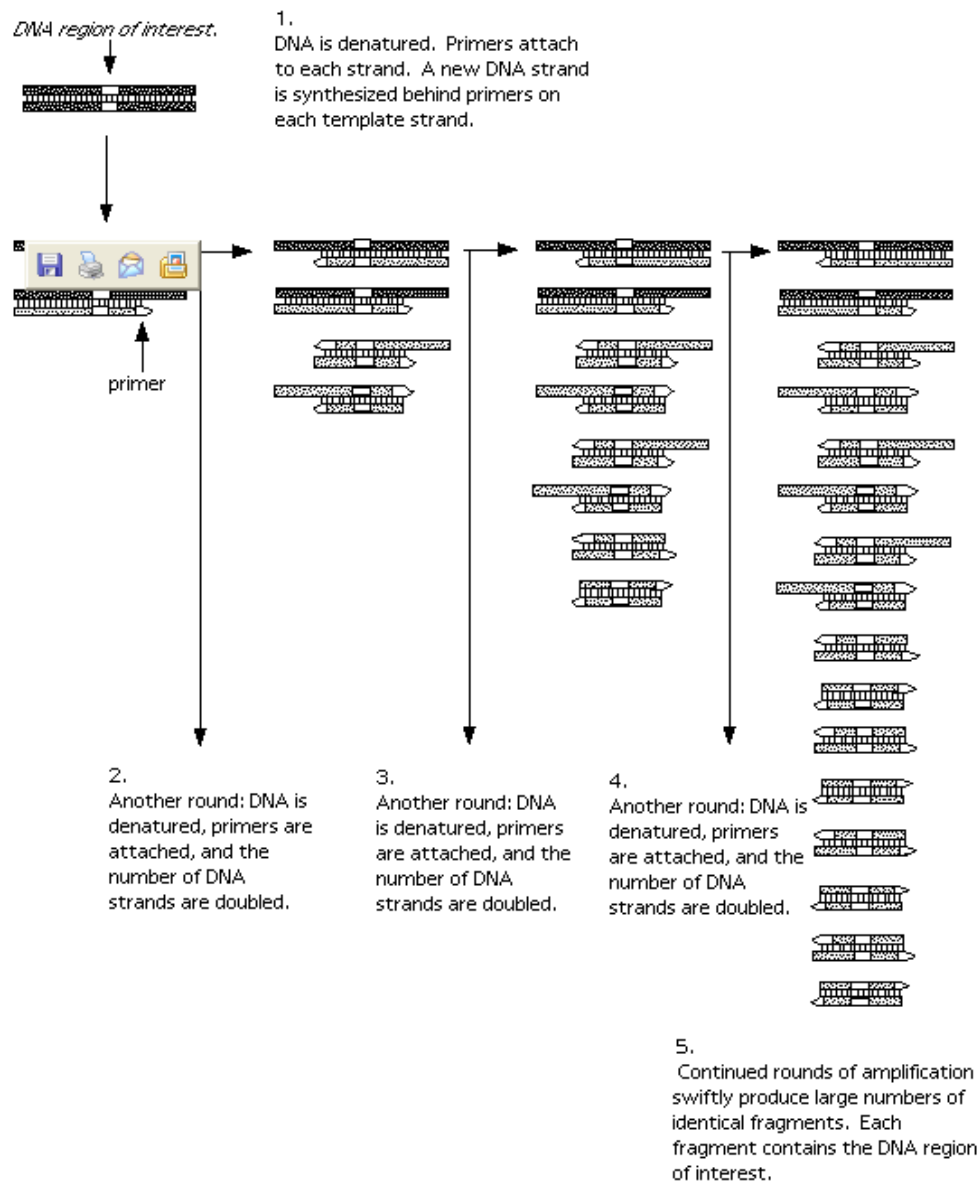 DNA region of interest.
1.
DNA is denatured. Primers attach
to each strand. A new DNA strand
is synthesized behind primers on
each template strand.
primer
2.
Another round: DNA is
denatured, primers are
attached, and the
number of DNA
strands are doubled.
3.
Another round: DNA
is denatured, primers
are attached, and the
number of DNA
strands are doubled.
4.
Another round: DNA is
denatured, primers
are attached, and the
number of DNA
strands are doubled.
5.
Continued rounds of amplification
swiftly produce large numbers of
identical fragments. Each
fragment contains the DNA region
of interest.